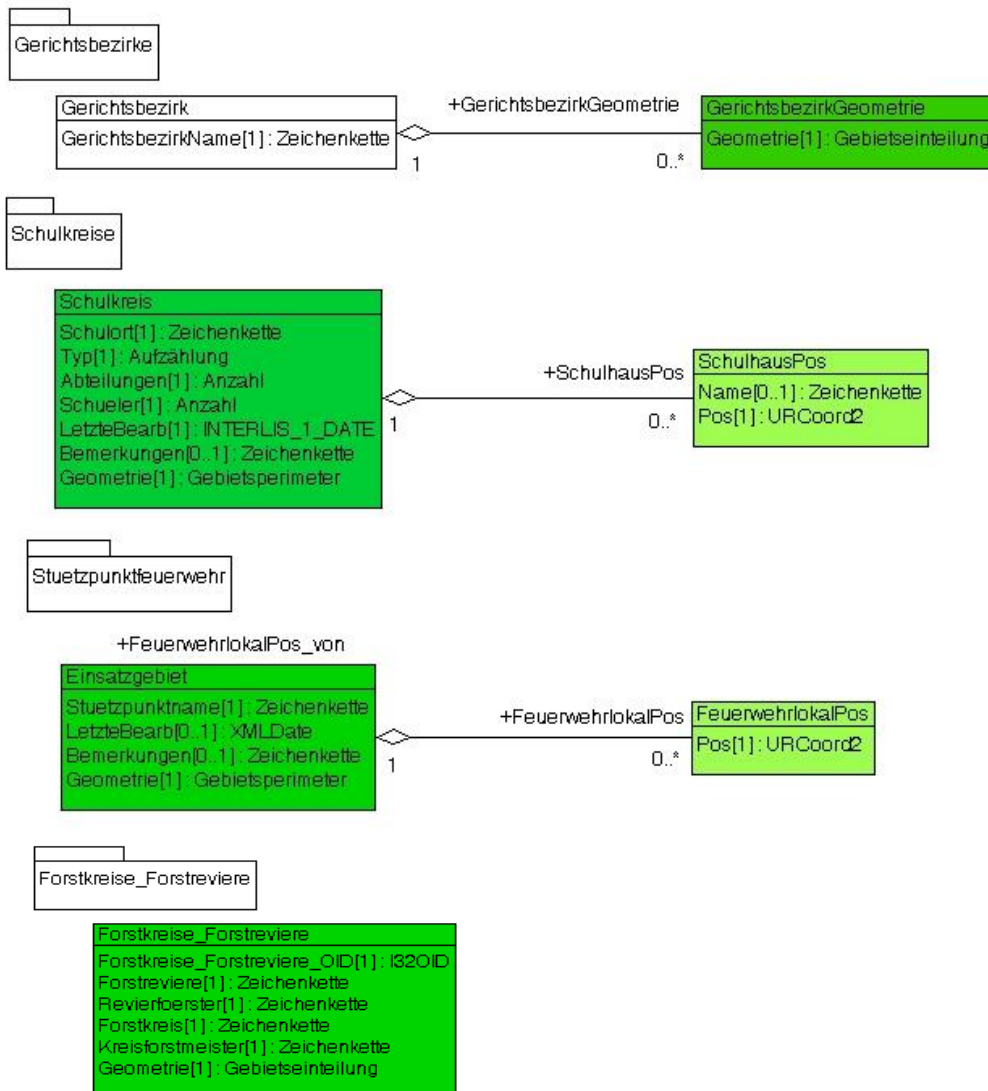 Gerichtsbezirke
Gerichtsbezirk
GerichtsbezirkName[1] : Zeichenkette
+GerichtsbezirkGeometrie
1
0..*
GerichtsbezirkGeometrie
Geometrie[1] : Gebietseinteilung
Schulkreise
Schulkreis
Schulort[1] : Zeichenkette
Typ[1] : Aufzählung
Abteilungen[1] : Anzahl
Schueler[1] : Anzahl
LetzteBearb[1] : INTERLIS_1_DATE
Bemerkungen[0..1] : Zeichenkette
Geometrie[1] : Gebietsperimeter
+SchulhausPos
1
0..*
SchulhausPos
Name[0..1] : Zeichenkette
Pos[1] : URCoord2
Stuetzpunktfeuerwehr
+FeuerwehrlokalPos_von
Einsatzgebiet
Stuetzpunktname[1] : Zeichenkette
LetzteBearb[0..1] : XMLDate
Bemerkungen[0..1] : Zeichenkette
Geometrie[1] : Gebietsperimeter
+FeuerwehrlokalPos
1
0..*
FeuerwehrlokalPos
Pos[1] : URCoord2
Forstkreise_Forstreviere
Forstkreise_Forstreviere
Forstkreise_Forstreviere_OID[1] : I32OID
Forstreviere[1] : Zeichenkette
Revierfoerster[1] : Zeichenkette
Forstkreis[1] : Zeichenkette
Kreisforstmeister[1] : Zeichenkette
Geometrie[1] : Gebietseinteilung